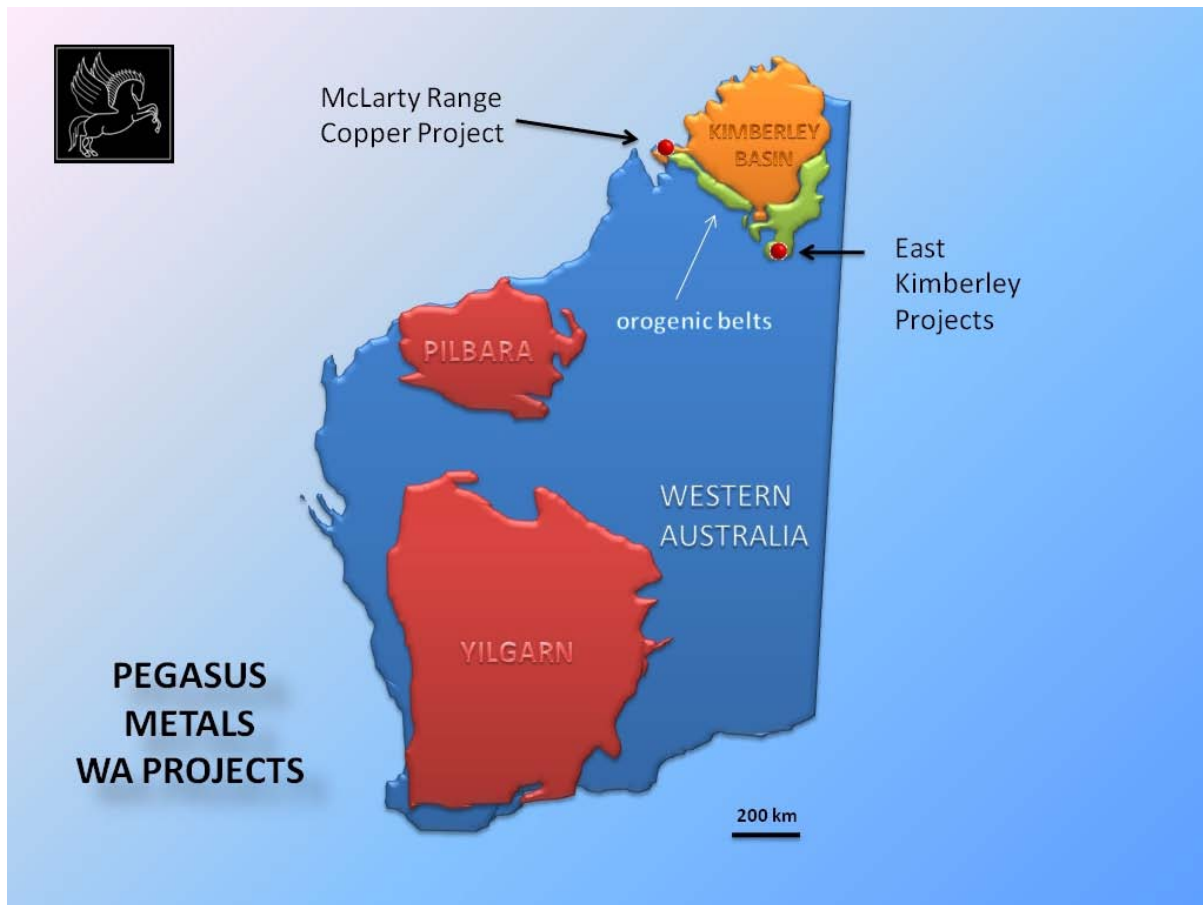 McLarty Range
Copper Project
KIMBERLEY
BASIN
East
Kimberley
Projects
orogenic belts
PILBARA
WESTERN
AUSTRALIA
YILGARN
PEGASUS
METALS
WA PROJECTS
200 km